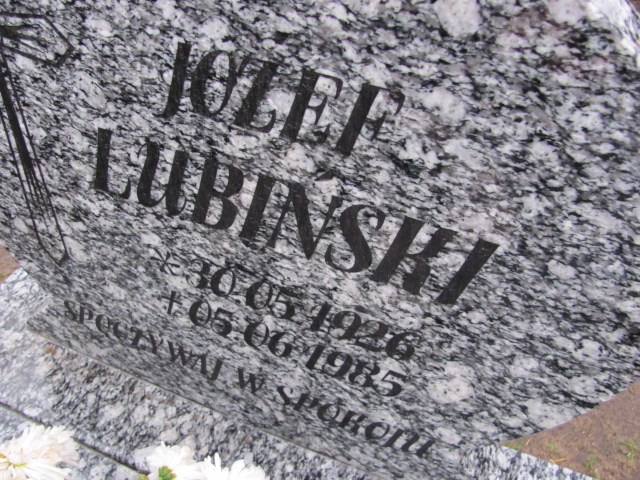 JÓZEF
LUBIŃSKI
* 30.05.1926
+ 05.06.1985
SPOCZYWAJ W SPOKOJU